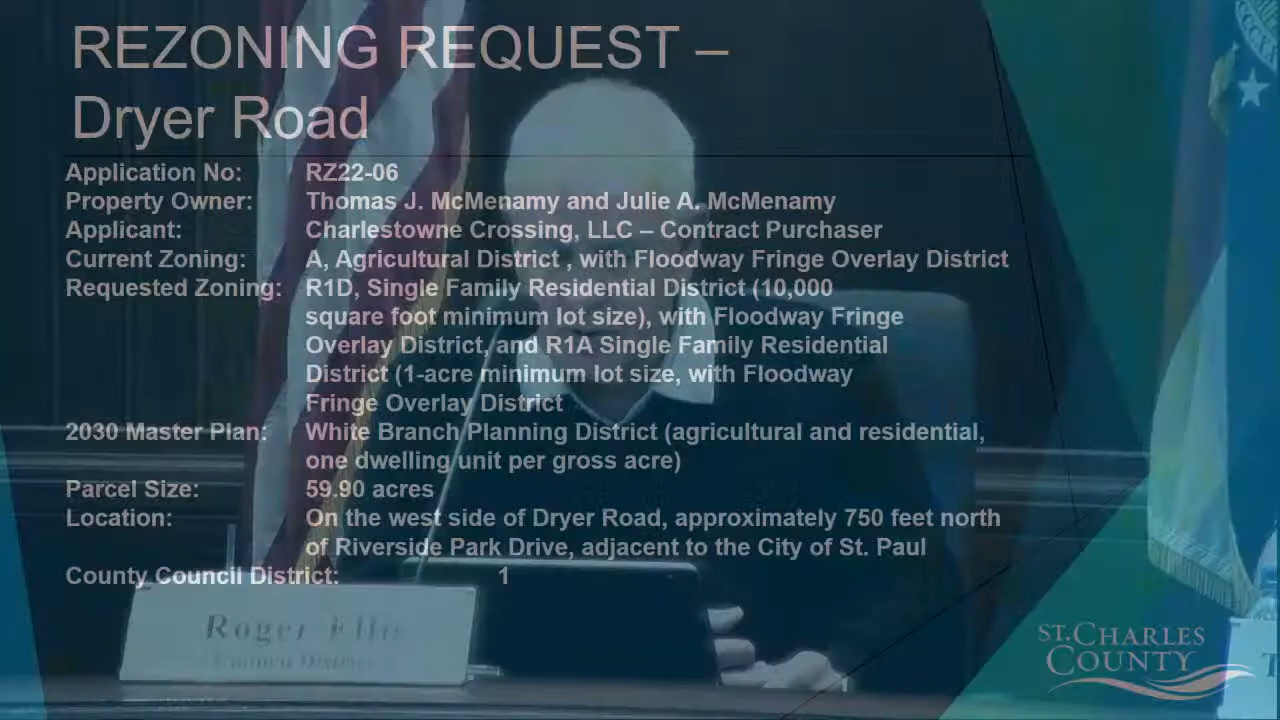 REZONING REQUEST –
Dryer Road
Application No: RZ22-06
Property Owner: Thomas J. McMenamy and Julie A. McMenamy
Applicant: Charlestowne Crossing, LLC – Contract Purchaser
Current Zoning: A, Agricultural District , with Floodway Fringe Overlay District
Requested Zoning: R1D, Single Family Residential District (10,000
square foot minimum lot size), with Floodway Fringe
Overlay District, and R1A Single Family Residential
District (1-acre minimum lot size, with Floodway
Fringe Overlay District
2030 Master Plan: White Branch Planning District (agricultural and residential,
one dwelling unit per gross acre)
Parcel Size: 59.90 acres
Location: On the west side of Dryer Road, approximately 750 feet north
of Riverside Park Drive, adjacent to the City of St. Paul
County Council District: 1
Roger Ellis
Council District
ST. CHARLES
COUNTY